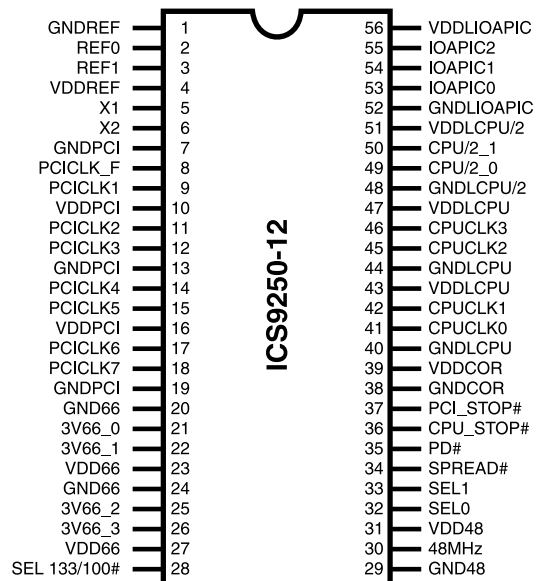 GNDREF 1 56 VDDLIOAPIC
REF0 2 55 IOAPIC2
REF1 3 54 IOAPIC1
VDDREF 4 53 IOAPIC0
X1 5 52 GNDLIOAPIC
X2 6 51 VDDLCPU/2
GNDPCI 7 50 CPU/2_1
PCICLK_F 8 49 CPU/2_0
PCICLK1 9 48 GNDLCPU/2
VDDPCI 10 47 VDDLCPU
PCICLK2 11 46 CPUCLK3
PCICLK3 12 45 CPUCLK2
GNDPCI 13 44 GNDLCPU
PCICLK4 14 43 VDDLCPU
PCICLK5 15 42 CPUCLK1
VDDPCI 16 41 CPUCLK0
PCICLK6 17 40 GNDLCPU
PCICLK7 18 39 VDDCOR
GNDPCI 19 38 GNDCOR
GND66 20 37 PCI_STOP#
3V66_0 21 36 CPU_STOP#
3V66_1 22 35 PD#
VDD66 23 34 SPREAD#
GND66 24 33 SEL1
3V66_2 25 32 SEL0
3V66_3 26 31 VDD48
VDD66 27 30 48MHz
SEL 133/100# 28 29 GND48
ICS9250-12